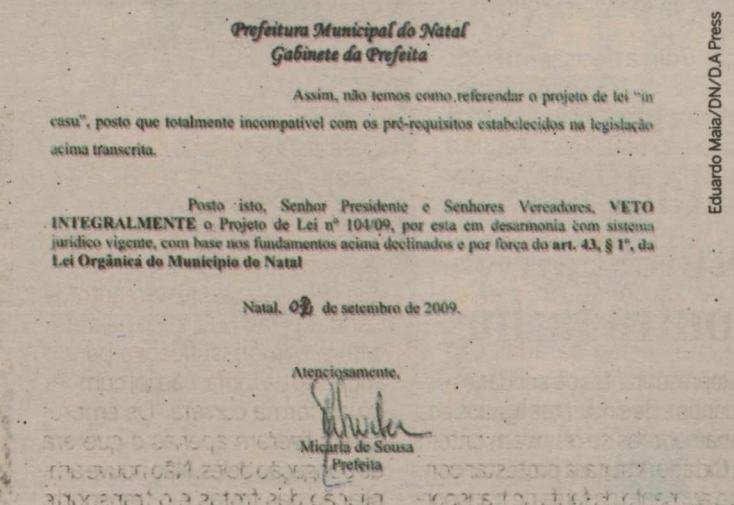 Prefeitura Municipal do Natal
Gabinete da Prefeita
Assim, não temos como referendar o projeto de lei "in
casu", posto que totalmente incompatível com os pré-requisitos estabelecidos na legislação
acima transcrita.
Posto isto, Senhor Presidente e Senhores Vereadores, VETO
INTEGRALMENTE o Projeto de Lei nº 104/09, por esta em desarmonia com sistema
jurídico vigente, com base nos fundamentos acima declinados e por força do art. 43, § 1º, da
Lei Orgânica do Município do Natal
Natal, de setembro de 2009.
Atenciosamente,
Micarla de Sousa
Prefeita
Eduardo Maia/DN/D.A Press